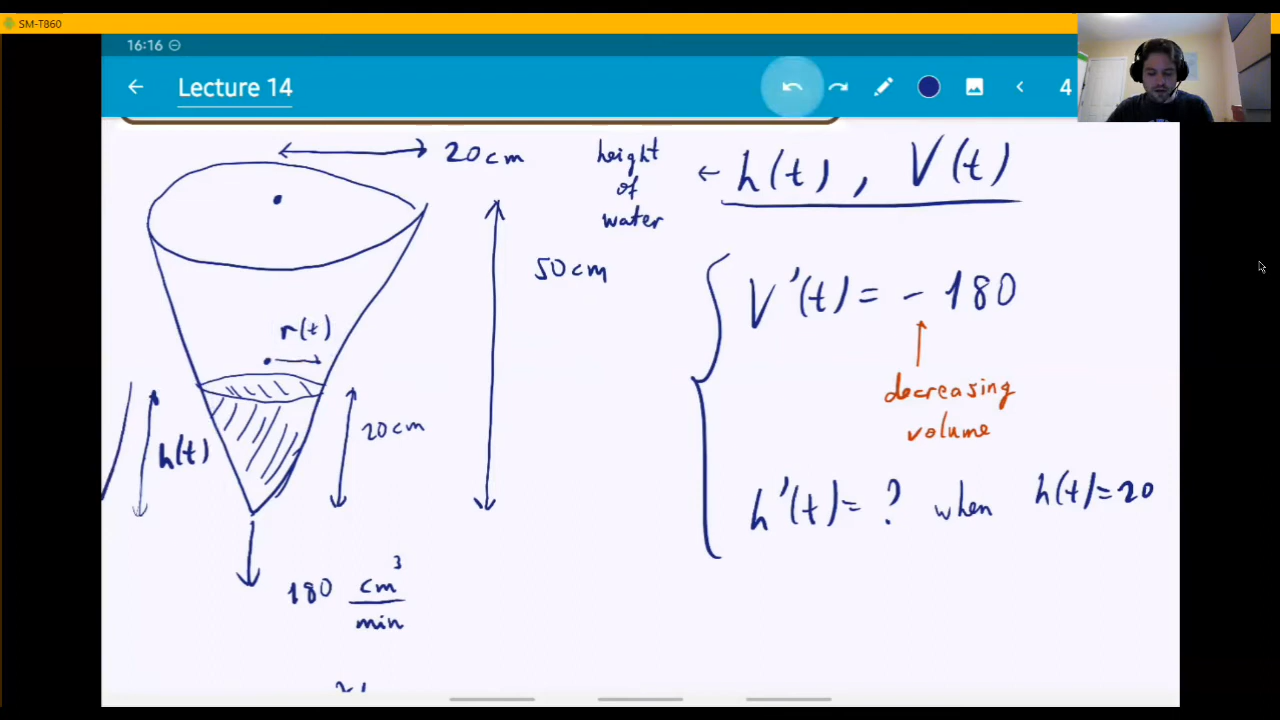 SM-T860
16:16
Lecture 14
4
20cm
height
of
water
← h(t), V(t)
50cm
V'(t) = - 180
r(t)
decreasing
volume
h(t)
20cm
h'(t) = ? when h(t)=20
180 cm³
min